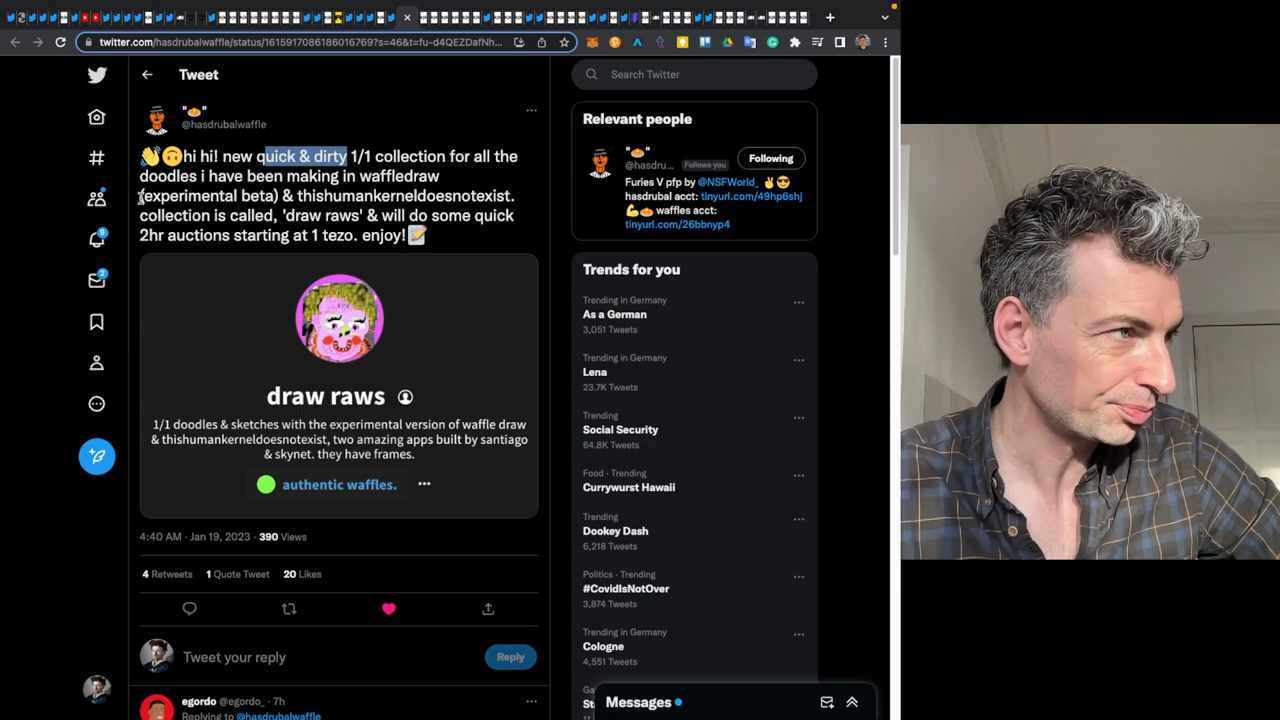 twitter.com/hasdrubalwaffle/status/1615917086186016769?s=46&t=fu-d4QEZDafNh...
Tweet
Search Twitter
"🥧"
@hasdrubalwaffle
👋🙃hi hi! new quick & dirty 1/1 collection for all the
doodles i have been making in waffledraw
(experimental beta) & thishumankerneldoesnotexist.
collection is called, 'draw raws' & will do some quick
2hr auctions starting at 1 tezo. enjoy!📝
draw raws
1/1 doodles & sketches with the experimental version of waffle draw
& thishumankerneldoesnotexist, two amazing apps built by santiago
& skynet. they have frames.
authentic waffles.
4:40 AM · Jan 19, 2023 · 390 Views
4 Retweets 1 Quote Tweet 20 Likes
Tweet your reply
Reply
egordo @egordo_ · 7h
Replying to @hasdrubalwaffle
9
2
Relevant people
"🥧"
@hasdru... Follows you
Following
Furies V pfp by @NSFWorld_ ✌️😎
hasdrubal acct: tinyurl.com/49hp6shj
💪🥧 waffles acct:
tinyurl.com/26bbnyp4
Trends for you
Trending in Germany
As a German
3,051 Tweets
Trending in Germany
Lena
23.7K Tweets
Trending
Social Security
64.8K Tweets
Food · Trending
Currywurst Hawaii
Trending
Dookey Dash
6,218 Tweets
Politics · Trending
#CovidIsNotOver
3,874 Tweets
Trending in Germany
Cologne
4,551 Tweets
Messages